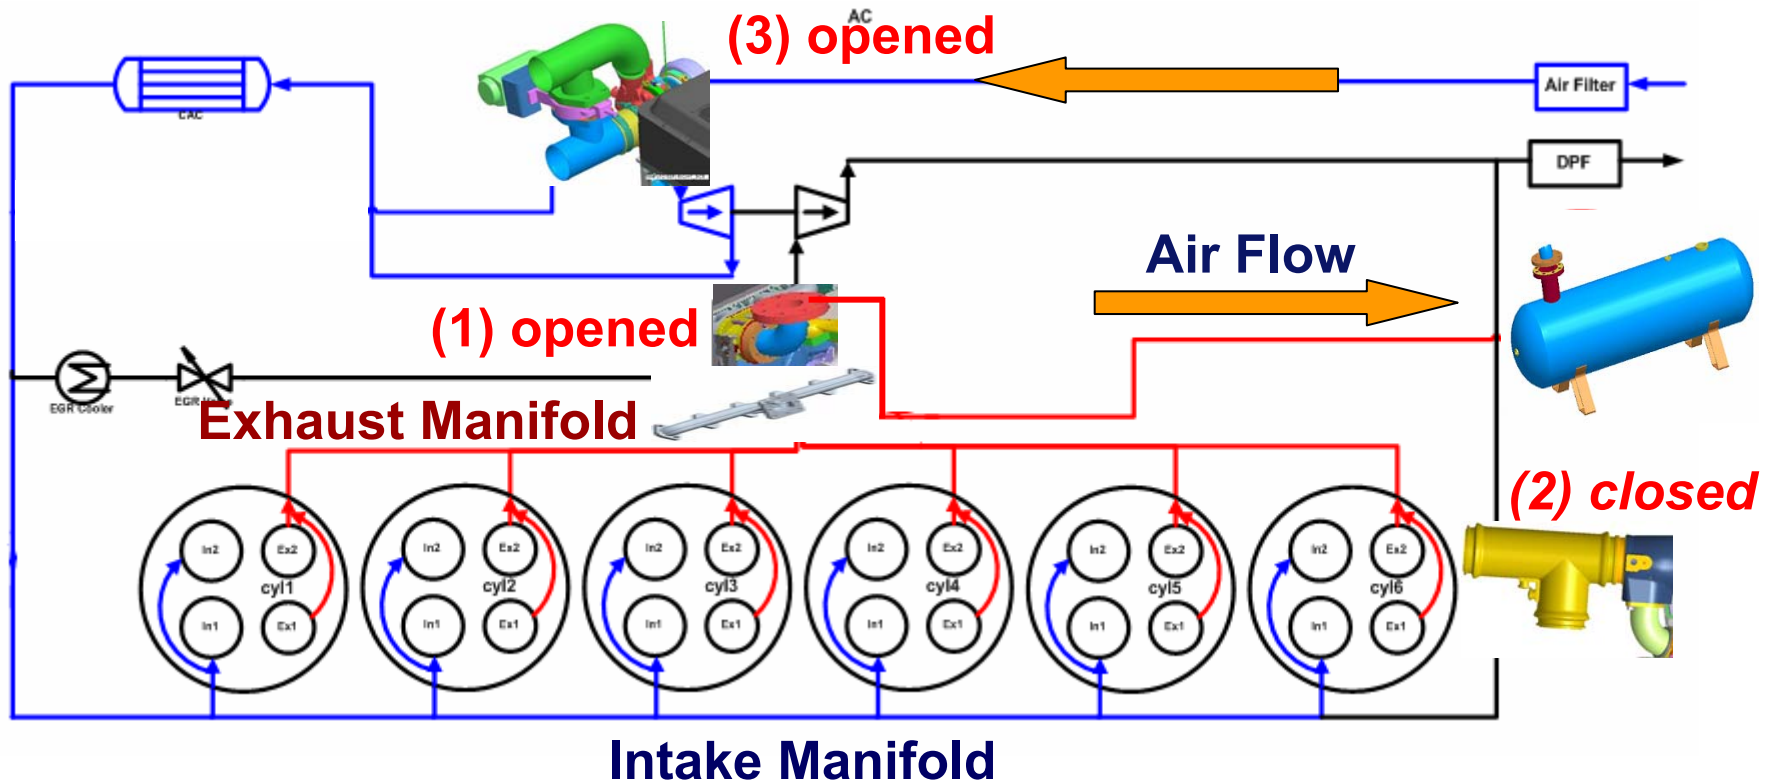 AC
(3) opened
Air Filter
CAC
DPF
Air Flow
(1) opened
EGR Cooler
Exhaust Manifold
(2) closed
In2
Ex2
cyl1
In1
Ex1
In2
Ex2
cyl2
In1
Ex1
In2
Ex2
cyl3
In1
Ex1
In2
Ex2
cyl4
In1
Ex1
In2
Ex2
cyl5
In1
Ex1
In2
Ex2
cyl6
In1
Ex1
Intake Manifold